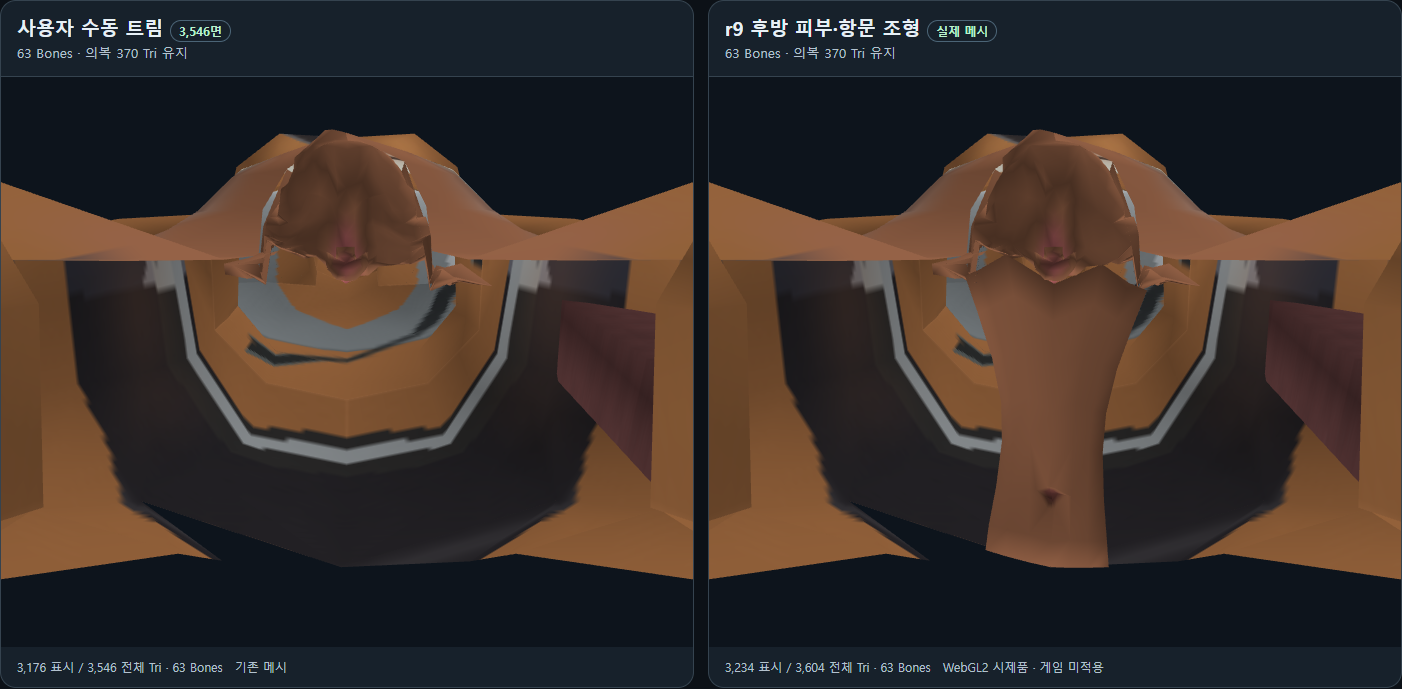 사용자 수동 트림 3,546면
63 Bones · 의복 370 Tri 유지
3,176 표시 / 3,546 전체 Tri · 63 Bones 기존 메시
r9 후방 피부·항문 조형 실제 메시
63 Bones · 의복 370 Tri 유지
3,234 표시 / 3,604 전체 Tri · 63 Bones WebGL2 시제품 · 게임 미적용